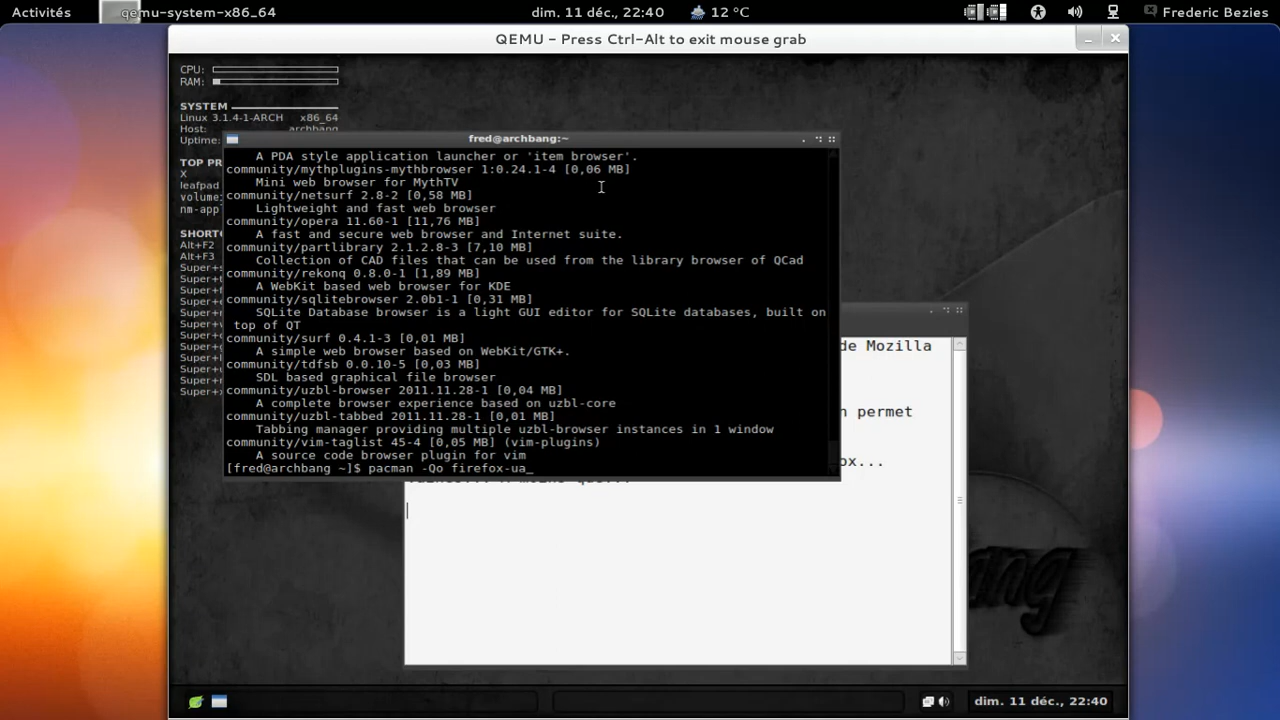 Activités qemu-system-x86_64 dim. 11 déc., 22:40 12 °C Frederic Bezies
QEMU - Press Ctrl-Alt to exit mouse grab
CPU:
RAM:
SYSTEM
Linux 3.1.4-1-ARCH x86_64
Host: archbang
Uptime:
TOP PR
X
leafpad
volume
nm-app
SHORTC
Alt+F2
Alt+F3
fred@archbang:~
A PDA style application launcher or 'item browser'.
community/mythplugins-mythbrowser 1:0.24.1-4 [0,06 MB]
Mini web browser for MythTV
community/netsurf 2.8-2 [0,58 MB]
Lightweight and fast web browser
community/opera 11.60-1 [11,76 MB]
A fast and secure web browser and Internet suite.
community/partlibrary 2.1.2.8-3 [7,10 MB]
Collection of CAD files that can be used from the library browser of QCad
community/rekonq 0.8.0-1 [1,89 MB]
A WebKit based web browser for KDE
community/sqlitebrowser 2.0b1-1 [0,31 MB]
SQLite Database browser is a light GUI editor for SQLite databases, built on
top of QT
community/surf 0.4.1-3 [0,01 MB]
A simple web browser based on WebKit/GTK+.
community/tdfsb 0.0.10-5 [0,03 MB]
SDL based graphical file browser
community/uzbl-browser 2011.11.28-1 [0,04 MB]
A complete browser experience based on uzbl-core
community/uzbl-tabbed 2011.11.28-1 [0,01 MB]
Tabbing manager providing multiple uzbl-browser instances in 1 window
community/vim-taglist 45-4 [0,05 MB] (vim-plugins)
A source code browser plugin for vim
[fred@archbang ~]$ pacman -Qo firefox-ua_
de Mozilla
n permet
ox...
dim. 11 déc., 22:40